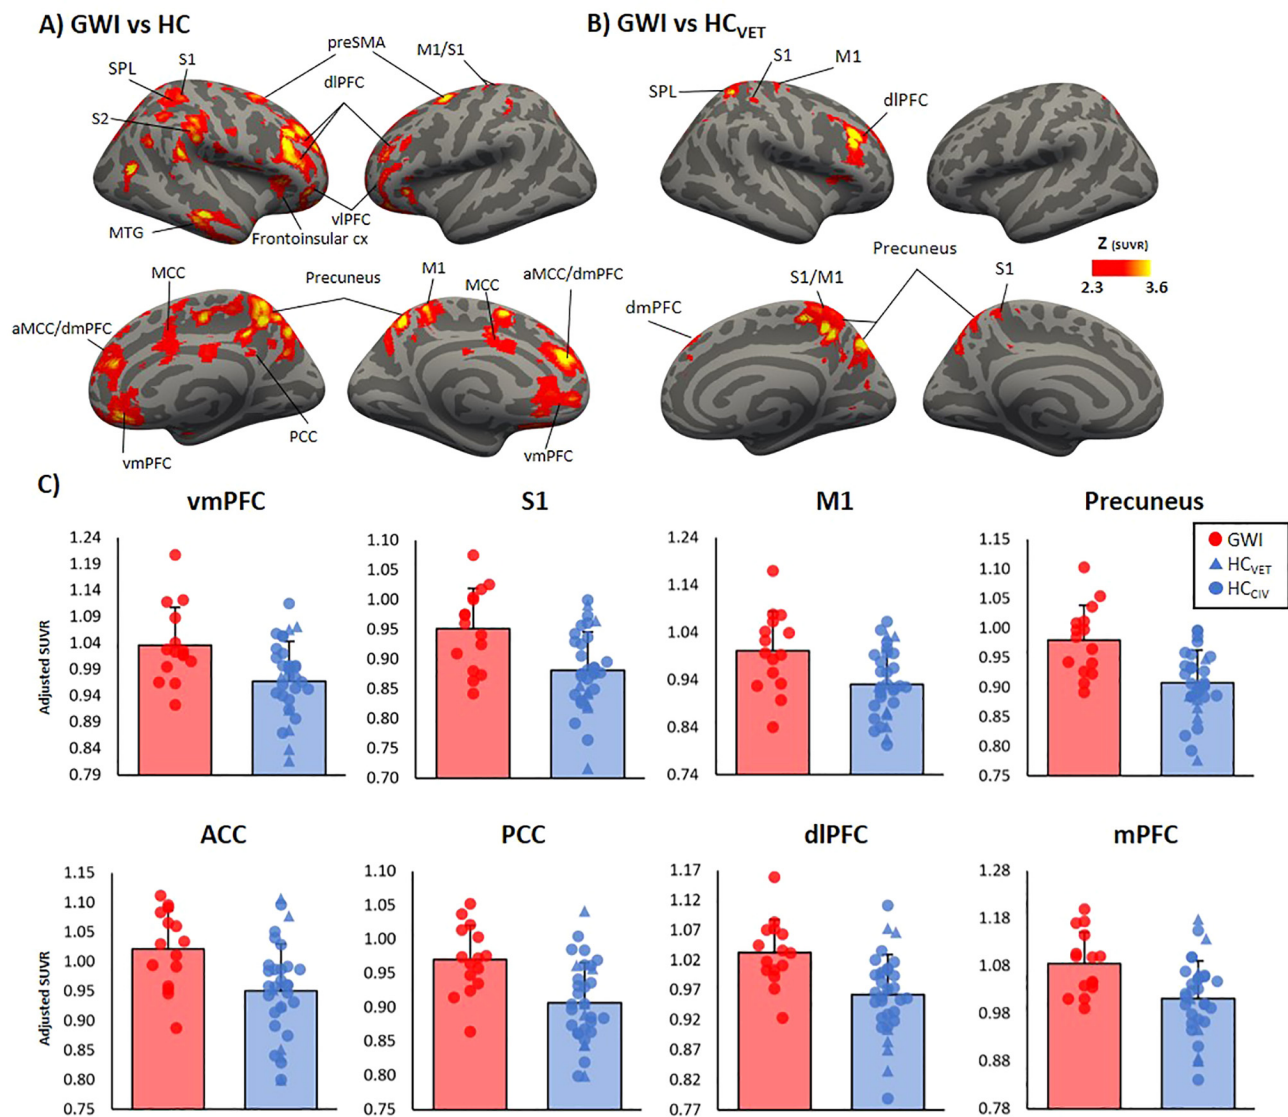 A) GWI vs HC
B) GWI vs HCVET
preSMA
M1/S1
S1
SPL
dlPFC
S2
MTG
vlPFC
Frontoinsular cx
S1
M1
SPL
dlPFC
Z (SUVR)
2.3 3.6
MCC
Precuneus
M1
MCC
aMCC/dmPFC
aMCC/dmPFC
PCC
vmPFC
vmPFC
Precuneus
S1/M1
S1
dmPFC
C)
vmPFC
Adjusted SUVR
1.24
1.19
1.14
1.09
1.04
0.99
0.94
0.89
0.84
0.79
S1
1.10
1.05
1.00
0.95
0.90
0.85
0.80
0.75
0.70
M1
1.24
1.14
1.04
0.94
0.84
0.74
Precuneus
1.15
1.10
1.05
1.00
0.95
0.90
0.85
0.80
0.75
GWI
HCVET
HCCIV
ACC
Adjusted SUVR
1.15
1.10
1.05
1.00
0.95
0.90
0.85
0.80
0.75
PCC
1.10
1.05
1.00
0.95
0.90
0.85
0.80
0.75
dlPFC
1.17
1.12
1.07
1.02
0.97
0.92
0.87
0.82
0.77
mPFC
1.28
1.18
1.08
0.98
0.88
0.78